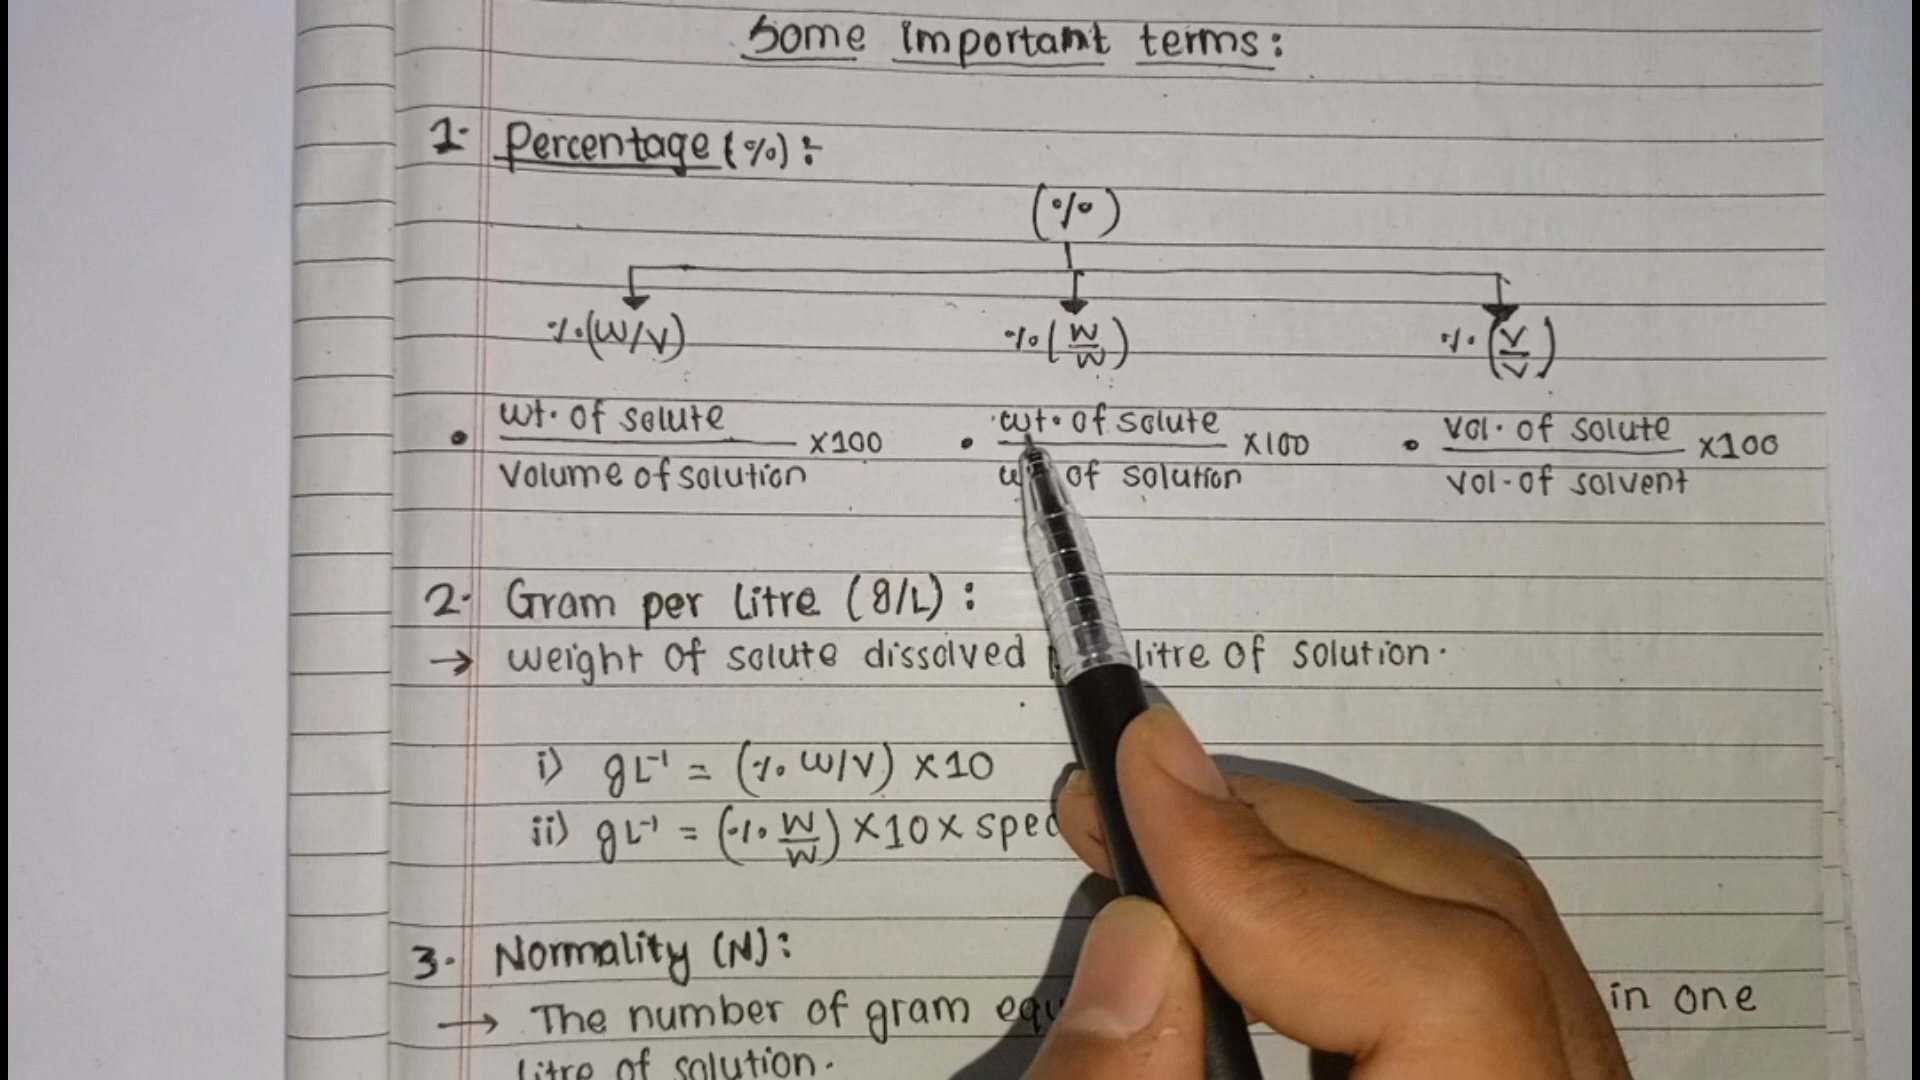 Some important terms:
1. Percentage (%):
(%)
%(W/V) %(W/W) %(V/V)
• wt. of solute / Volume of solution ×100 • wt. of solute / of solution ×100 • vol. of solute / vol. of solvent ×100
2. Gram per litre (g/L):
→ weight of solute dissolved litre of solution.
i) gL⁻¹ = (% W/V) ×10
ii) gL⁻¹ = (% W/W) ×10 ×
3. Normality (N):
→ The number of gram in one
litre of solution.